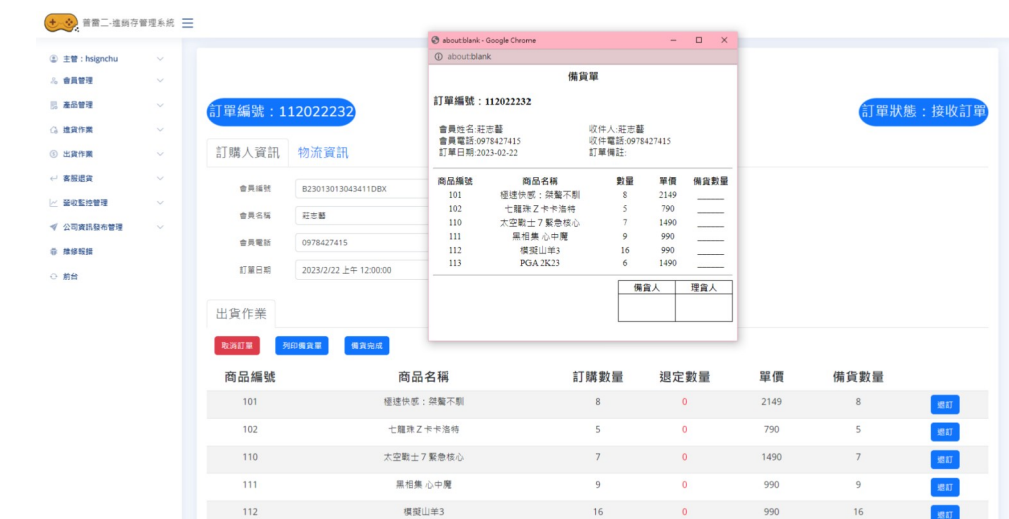 普雷二-進銷存管理系統
主管：hsignchu
會員管理
產品管理
進貨作業
出貨作業
客服退貨
營收監控管理
公司資訊發布管理
維修報報
前台
訂單編號：112022232
訂單狀態：接收訂單
訂購人資訊
物流資訊
會員編號
B23013013043411DBX
會員名稱
莊志豔
會員電話
0978427415
訂單日期
2023/2/22 上午 12:00:00
about:blank - Google Chrome
about:blank
備貨單
訂單編號：112022232
會員姓名:莊志豔 收件人:莊志豔
會員電話:0978427415 收件電話:0978427415
訂單日期:2023-02-22 訂單備註:
商品編號 商品名稱 數量 單價 備貨數量
101 極速快感：桀驁不馴 8 2149
102 七龍珠Z卡卡洛特 5 790
110 太空戰士7緊急核心 7 1490
111 黑相集 心中魔 9 990
112 模擬山羊3 16 990
113 PGA 2K23 6 1490
備貨人 理貨人
出貨作業
取消訂單 列印備貨單 備貨完成
商品編號 商品名稱 訂購數量 退定數量 單價 備貨數量
101 極速快感：桀驁不馴 8 0 2149 8 退訂
102 七龍珠Z卡卡洛特 5 0 790 5 退訂
110 太空戰士7緊急核心 7 0 1490 7 退訂
111 黑相集 心中魔 9 0 990 9 退訂
112 模擬山羊3 16 0 990 16 退訂